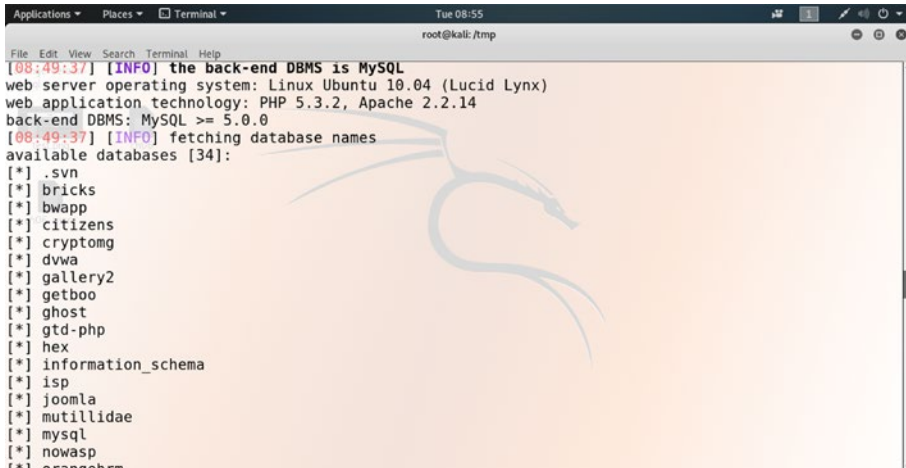 Applications Places Terminal Tue 08:55 1
root@kali: /tmp
File Edit View Search Terminal Help
[08:49:37] [INFO] the back-end DBMS is MySQL
web server operating system: Linux Ubuntu 10.04 (Lucid Lynx)
web application technology: PHP 5.3.2, Apache 2.2.14
back-end DBMS: MySQL >= 5.0.0
[08:49:37] [INFO] fetching database names
available databases [34]:
[*] .svn
[*] bricks
[*] bwapp
[*] citizens
[*] cryptomg
[*] dvwa
[*] gallery2
[*] getboo
[*] ghost
[*] gtd-php
[*] hex
[*] information_schema
[*] isp
[*] joomla
[*] mutillidae
[*] mysql
[*] nowasp
[*] orangehrm